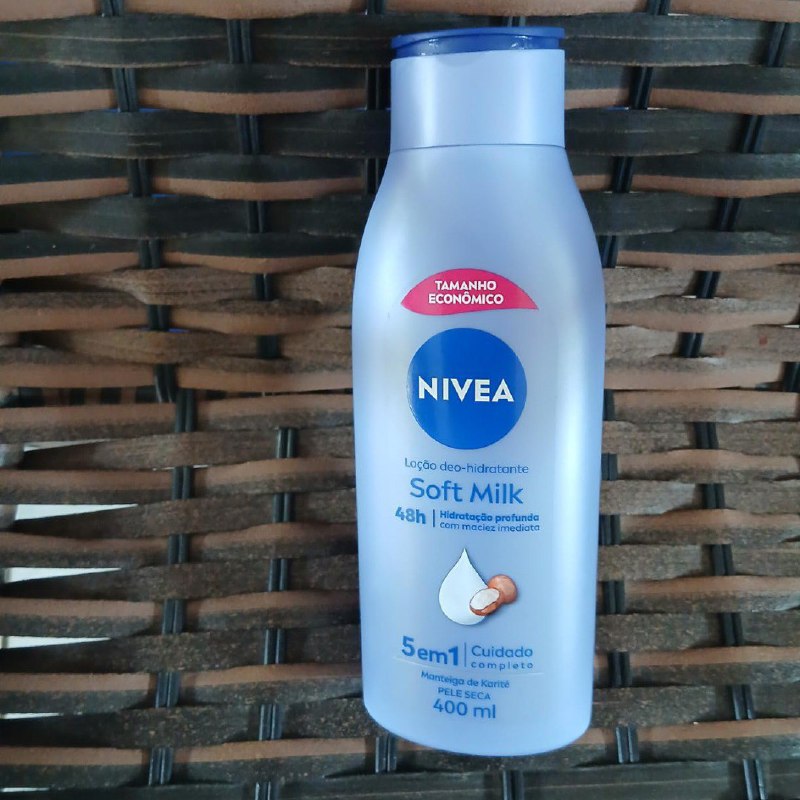 TAMANHO
ECONÔMICO
NIVEA
Loção deo-hidratante
Soft Milk
48h | Hidratação profunda
com maciez imediata
5 em 1 | Cuidado
completo
Manteiga de Karité
PELE SECA
400 ml